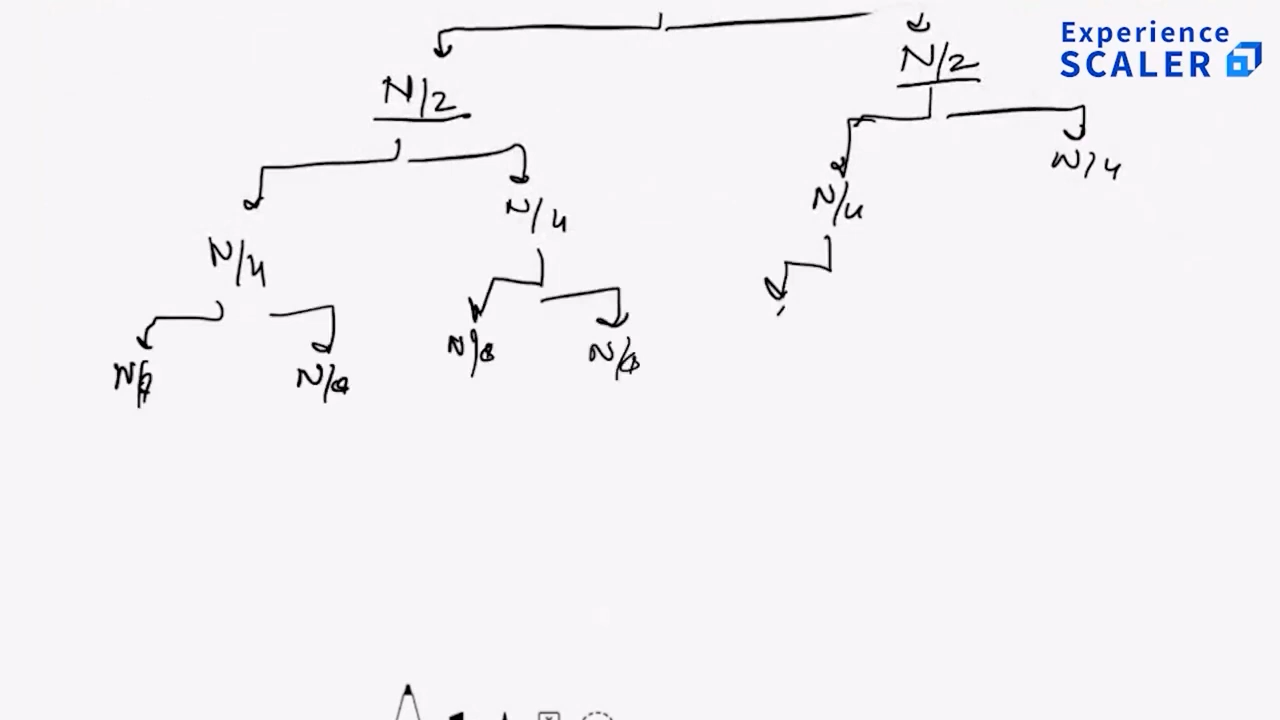 Experience
SCALER
N/2 N/2
N/4 N/4 N/4 N/4
N/8 N/8 N/8 N/8